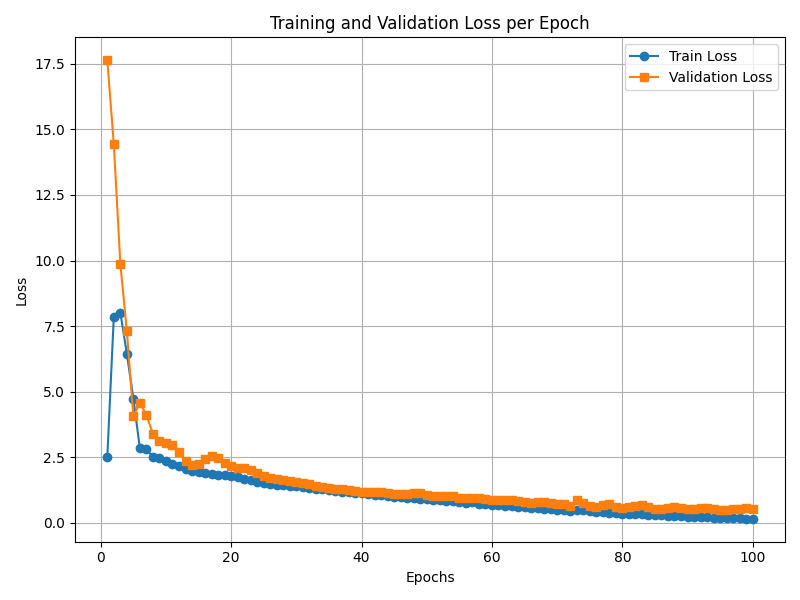 Training and Validation Loss per Epoch
Train Loss
Validation Loss
17.5
15.0
12.5
10.0
7.5
5.0
2.5
0.0
Loss
0 20 40 60 80 100
Epochs